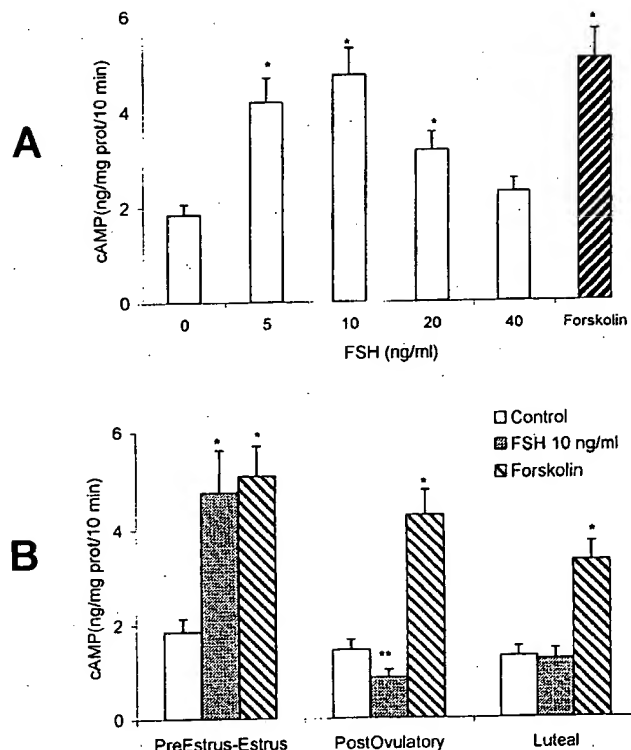 A
cAMP(ng/mg prot/10 min)
6
4
2
0
*
*
*
*
0
5
10
20
40
Forskolin
FSH (ng/ml)
B
cAMP(ng/mg prot/10 min)
6
4
2
0
Control
FSH 10 ng/ml
Forskolin
*
*
**
*
*
PreEstrus-Estrus
PostOvulatory
Luteal